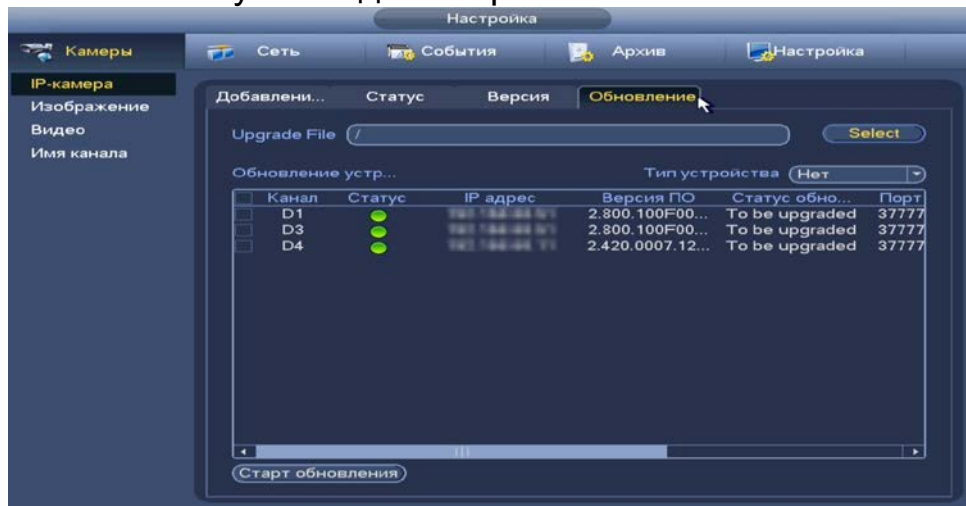 Настройка
Камеры Сеть События Архив Настройка
IP-камера
Изображение
Видео
Имя канала
Добавлени... Статус Версия Обновление
Upgrade File / Select
Обновление устр... Тип устройства Нет
Канал Статус IP адрес Версия ПО Статус обно... Порт
D1 2.800.100F00... To be upgraded 37777
D3 2.800.100F00... To be upgraded 37777
D4 2.420.0007.12... To be upgraded 37777
Старт обновления